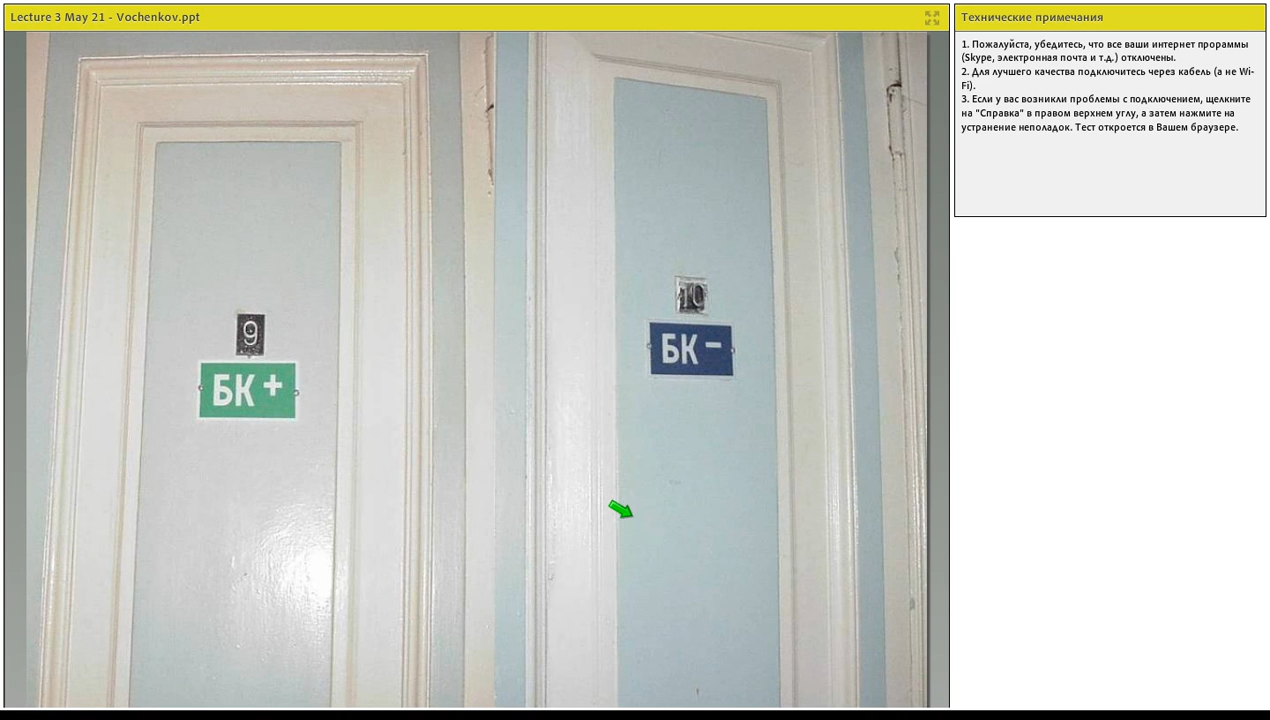 Lecture 3 May 21 - Vochenkov.ppt
9
БК +
10
БК −
Технические примечания
1. Пожалуйста, убедитесь, что все ваши интернет прораммы
(Skype, электронная почта и т.д.) отключены.
2. Для лучшего качества подключитесь через кабель (а не Wi-
Fi).
3. Если у вас возникли проблемы с подключением, щелкните
на "Справка" в правом верхнем углу, а затем нажмите на
устранение неполадок. Тест откроется в Вашем браузере.